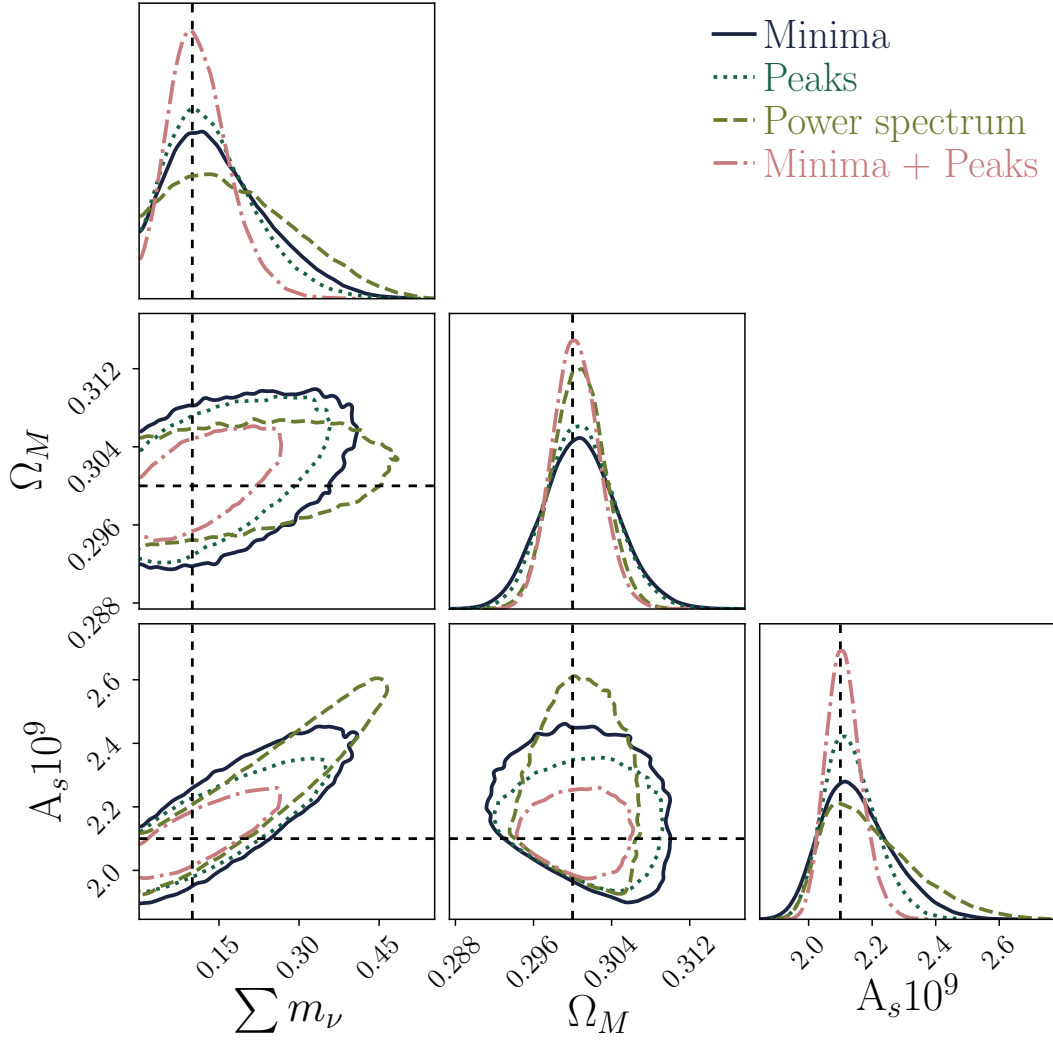 Minima
Peaks
Power spectrum
Minima + Peaks
0.312
0.304
0.296
0.288
Ω_M
2.6
2.4
2.2
2.0
A_s10^9
0.15
0.30
0.45
∑ m_ν
0.288
0.296
0.304
0.312
Ω_M
2.0
2.2
2.4
2.6
A_s10^9